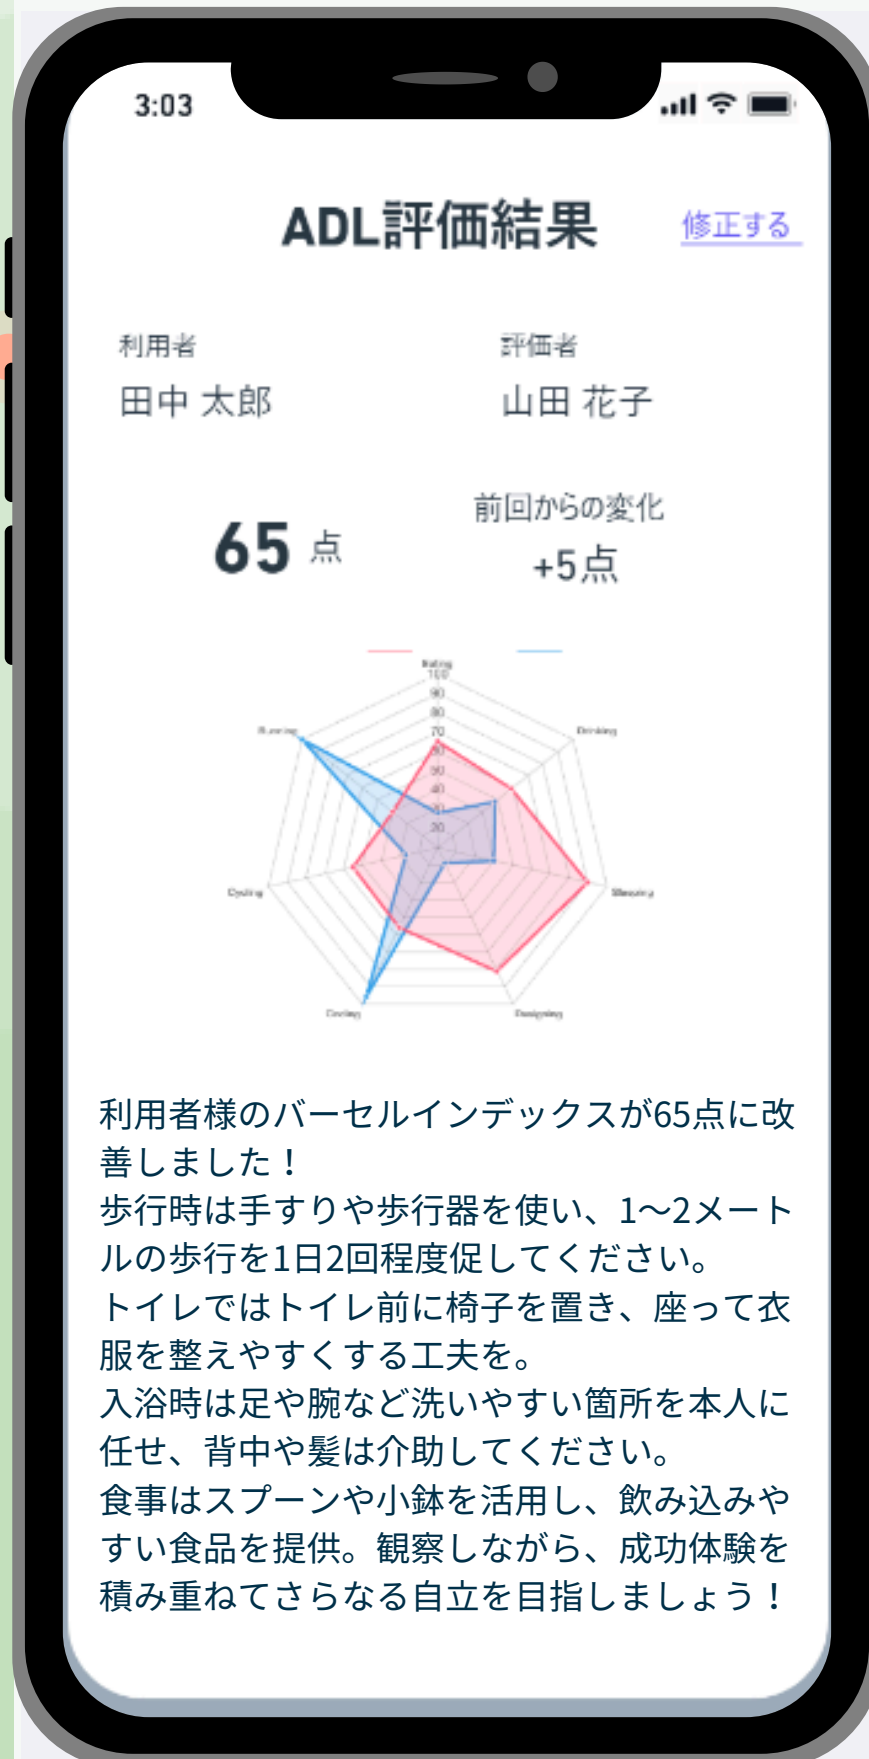 3:03
ADL評価結果
修正する
利用者
評価者
田中 太郎
山田 花子
前回からの変化
65 点
+5点
Eating
100
90
80
70
60
50
40
30
20
Running
Drinking
Cycling
Sleeping
Coding
Designing
利用者様のバーセルインデックスが65点に改
善しました！
歩行時は手すりや歩行器を使い、1〜2メート
ルの歩行を1日2回程度促してください。
トイレではトイレ前に椅子を置き、座って衣
服を整えやすくする工夫を。
入浴時は足や腕など洗いやすい箇所を本人に
任せ、背中や髪は介助してください。
食事はスプーンや小鉢を活用し、飲み込みや
すい食品を提供。観察しながら、成功体験を
積み重ねてさらなる自立を目指しましょう！